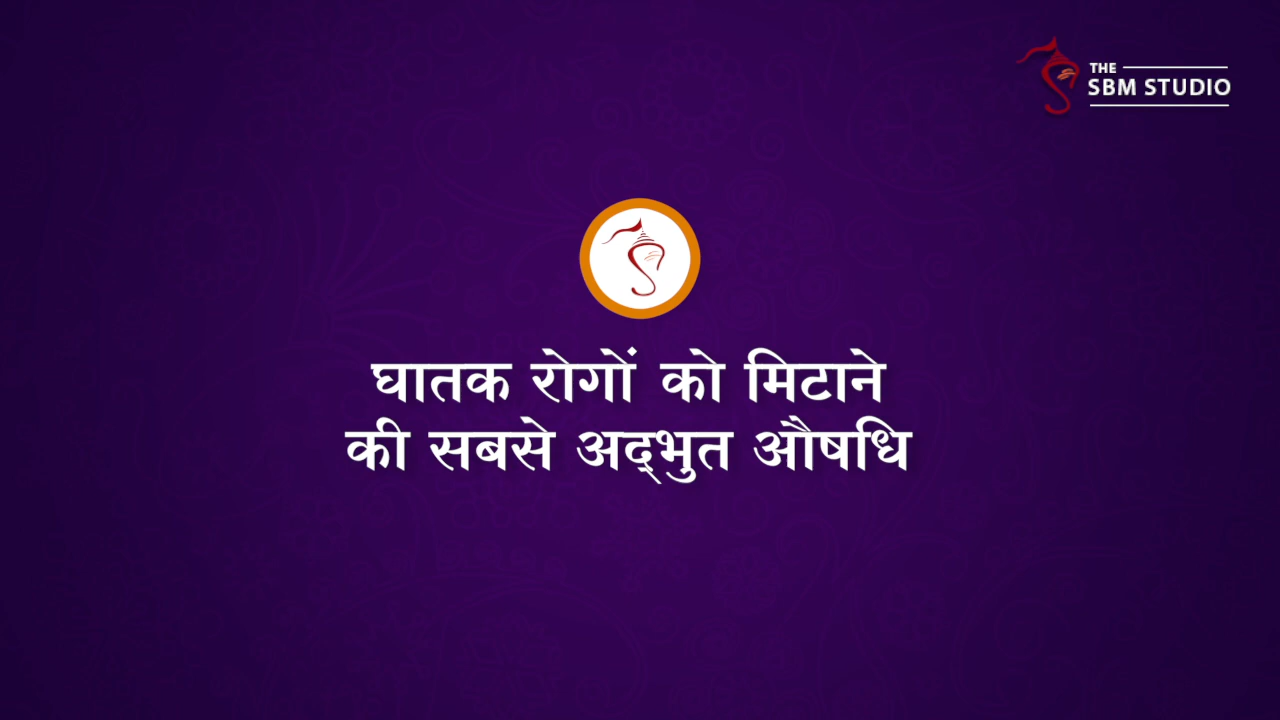 THE
SBM STUDIO
घातक रोगों को मिटाने
की सबसे अद्‌भुत औषधि